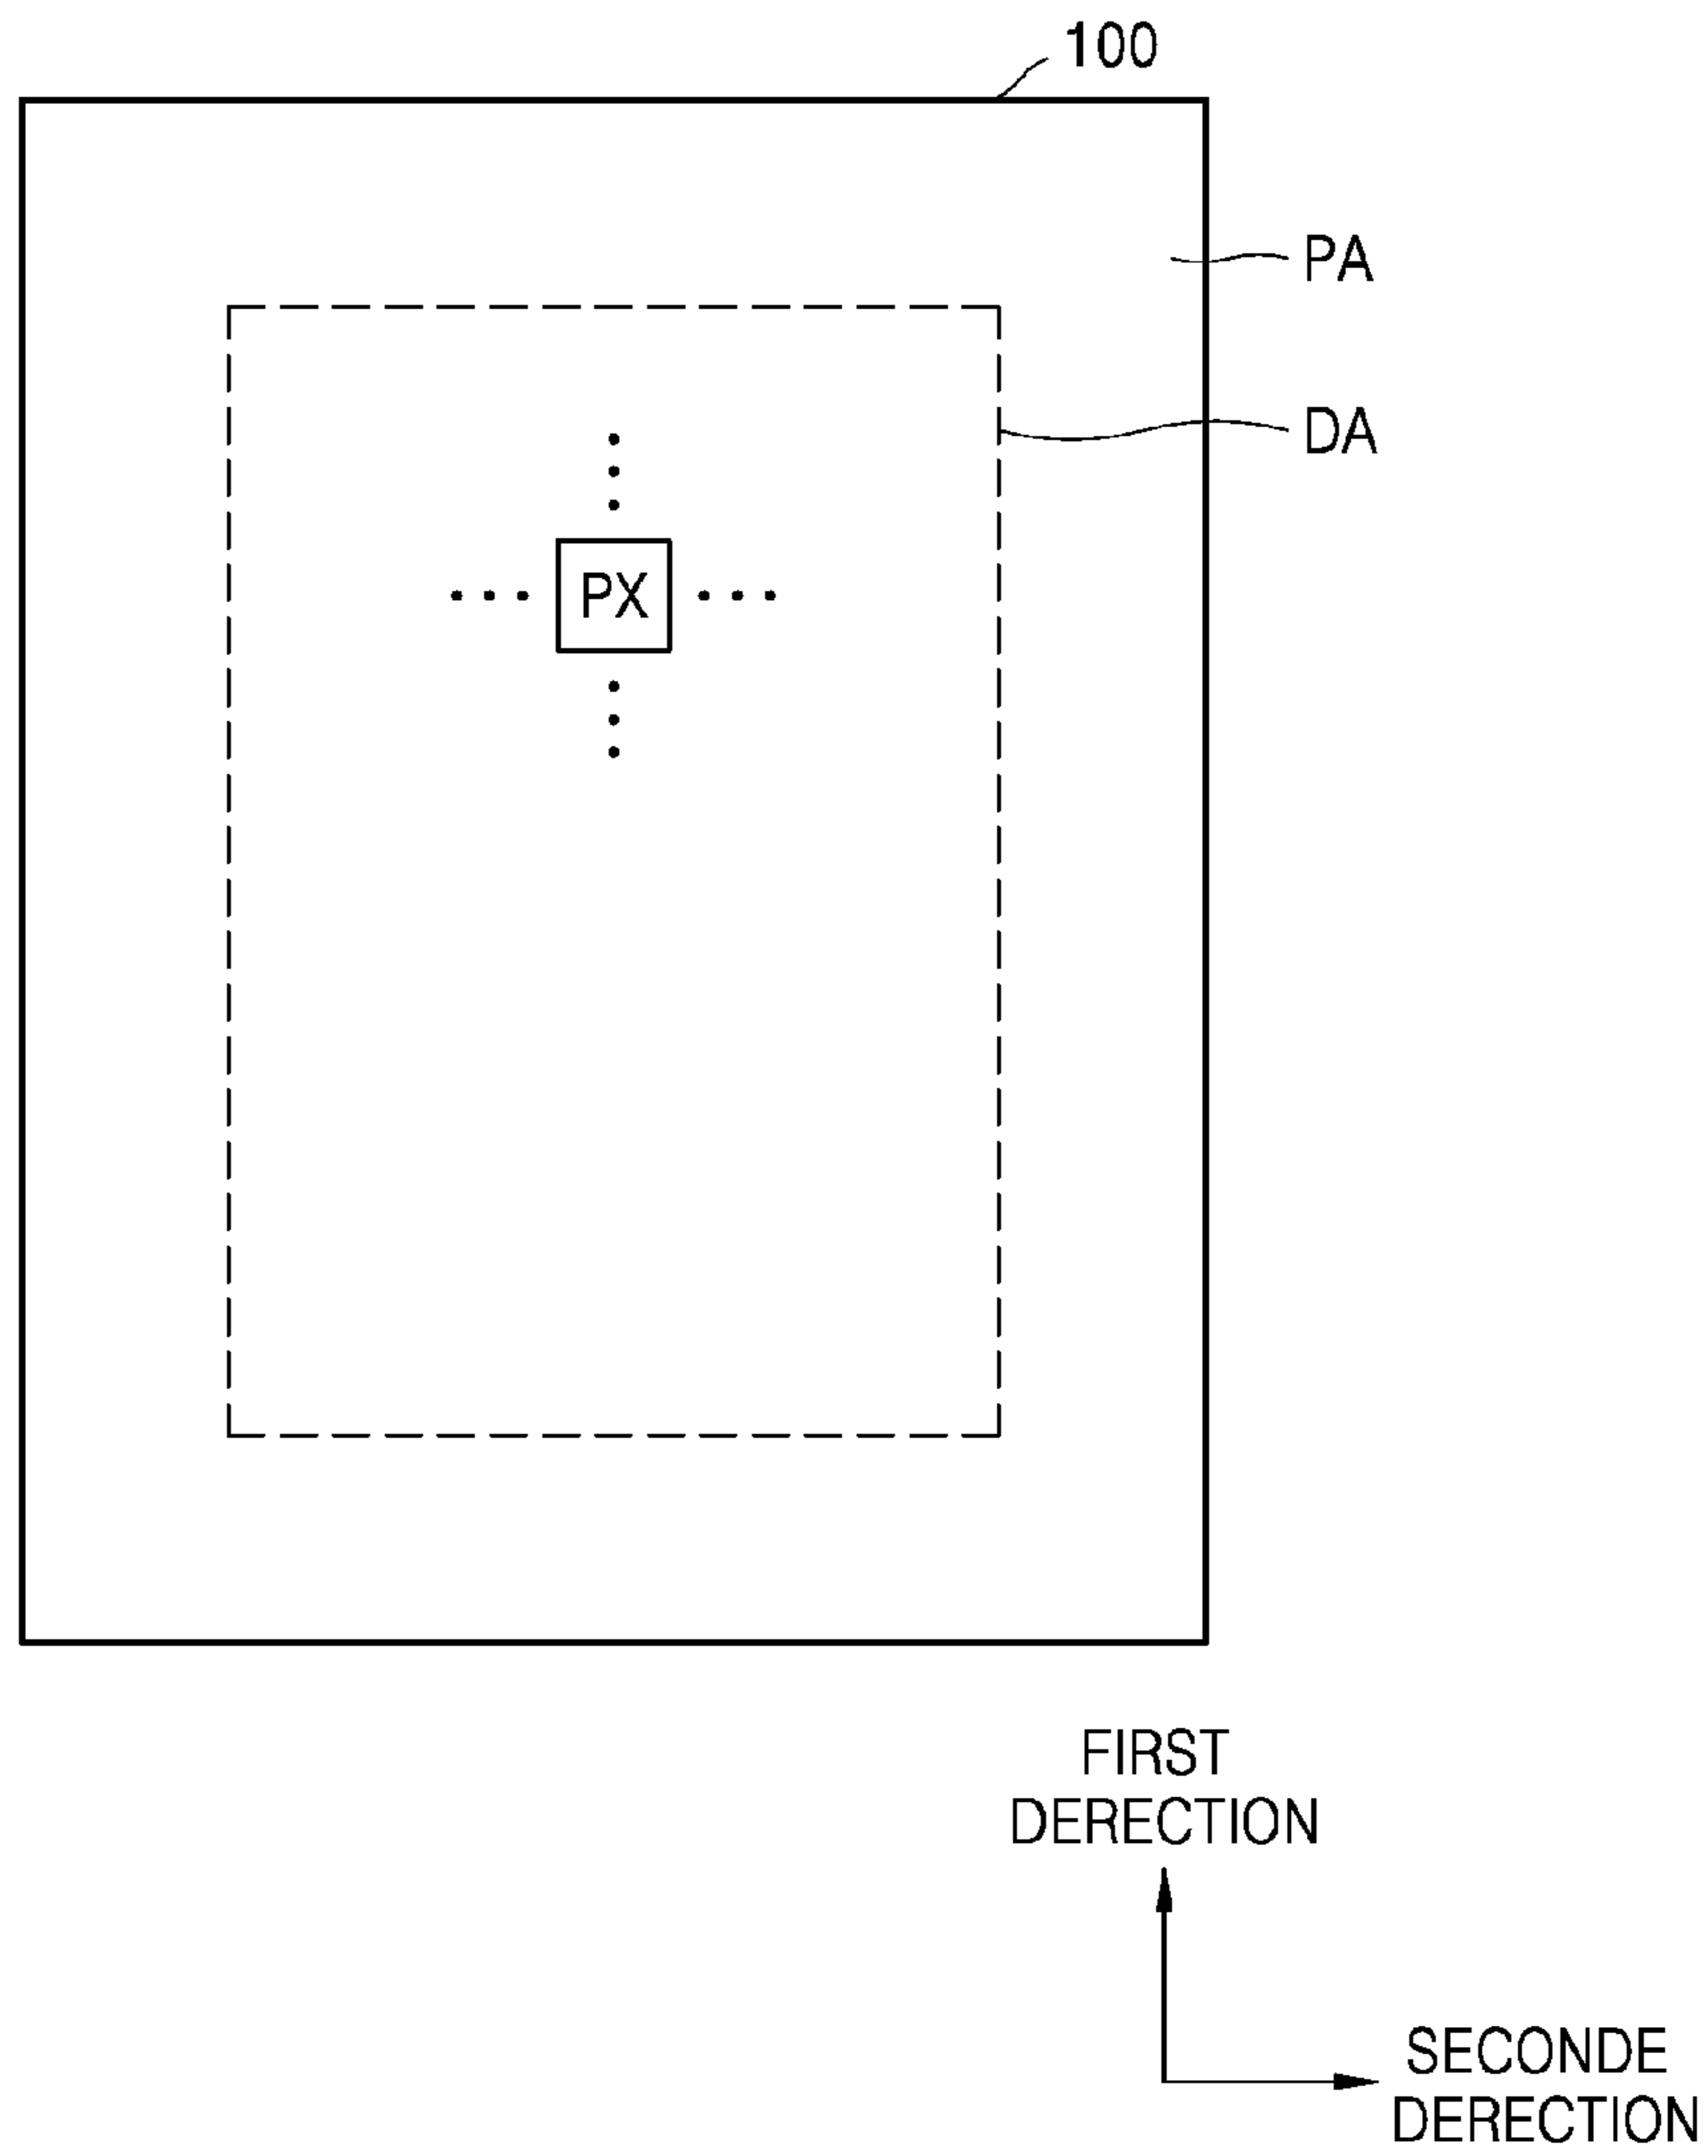 100
PA
DA
PX
FIRST
DERECTION
SECONDE
DERECTION